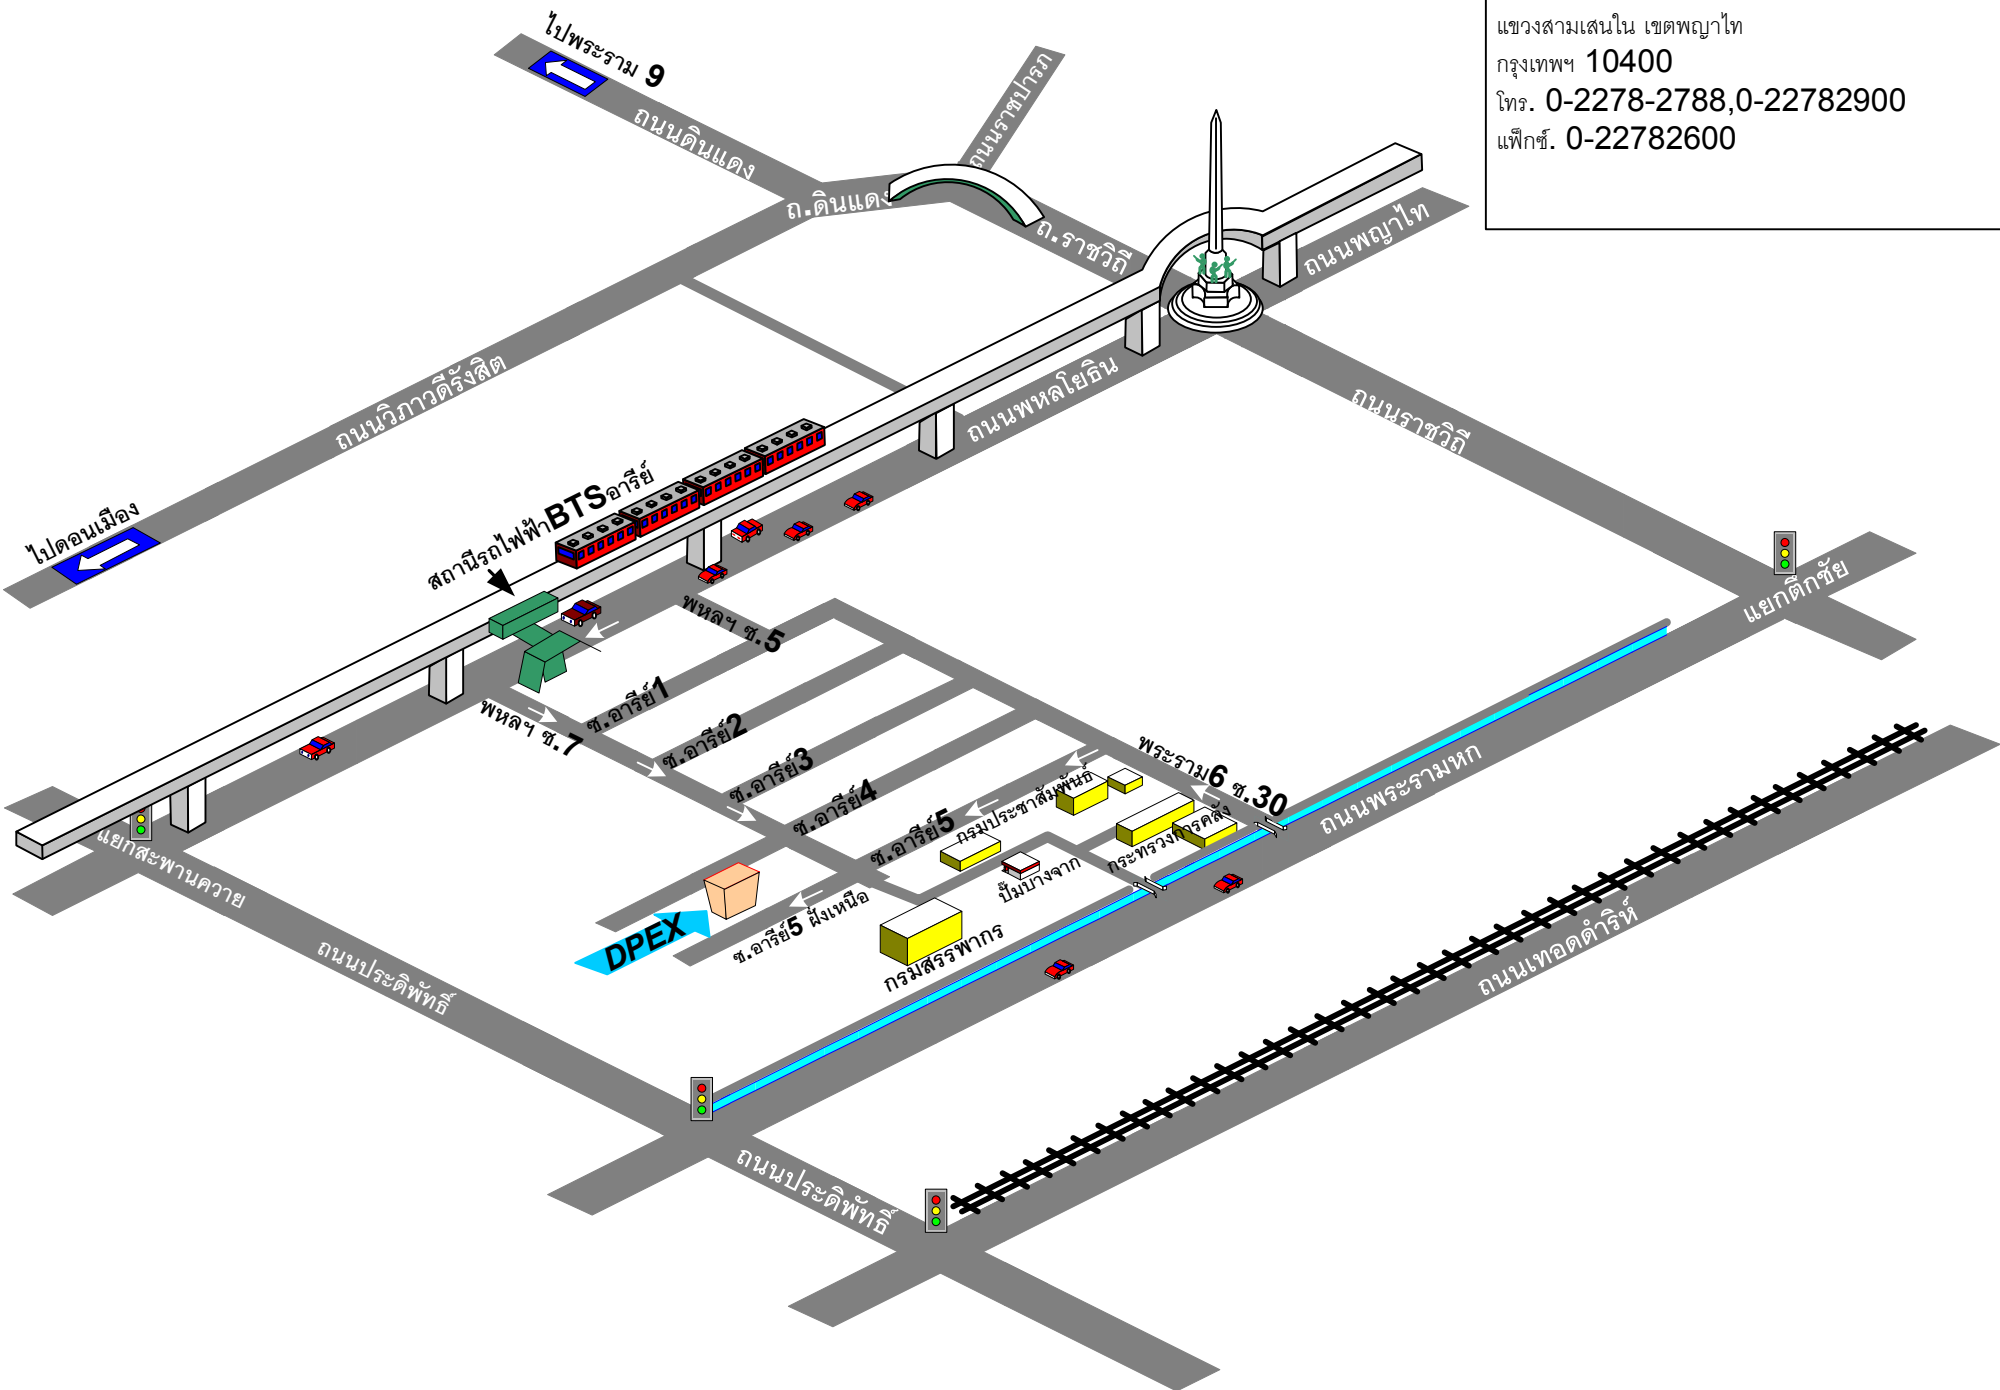 แขวงสามเสนใน เขตพญาไท
กรุงเทพฯ 10400
โทร. 0-2278-2788,0-22782900
แฟ็กซ์. 0-22782600
ไปพระราม 9
ถนนดินแดง
ถนนราชปรารภ
ถ.ดินแดง
ถ.ราชวิถี
ถนนพญาไท
ถนนวิภาวดีรังสิต
ถนนพหลโยธิน
ถนนราชวิถี
ไปดอนเมือง
สถานีรถไฟฟ้าBTSอารีย์
แยกตึกชัย
พหลฯ ซ.5
พหลฯ ซ.7
ซ.อารีย์1
ซ.อารีย์2
ซ.อารีย์3
ซ.อารีย์4
ซ.อารีย์5
พระราม6 ซ.30
กรมประชาสัมพันธ์
กระทรวงการคลัง
ปั๊มบางจาก
ถนนพระรามหก
แยกสะพานควาย
ซ.อารีย์5 ฝั่งเหนือ
DPEX
กรมสรรพากร
ถนนประดิพัทธิ์
ถนนเทอดดำริห์
ถนนประดิพัทธิ์